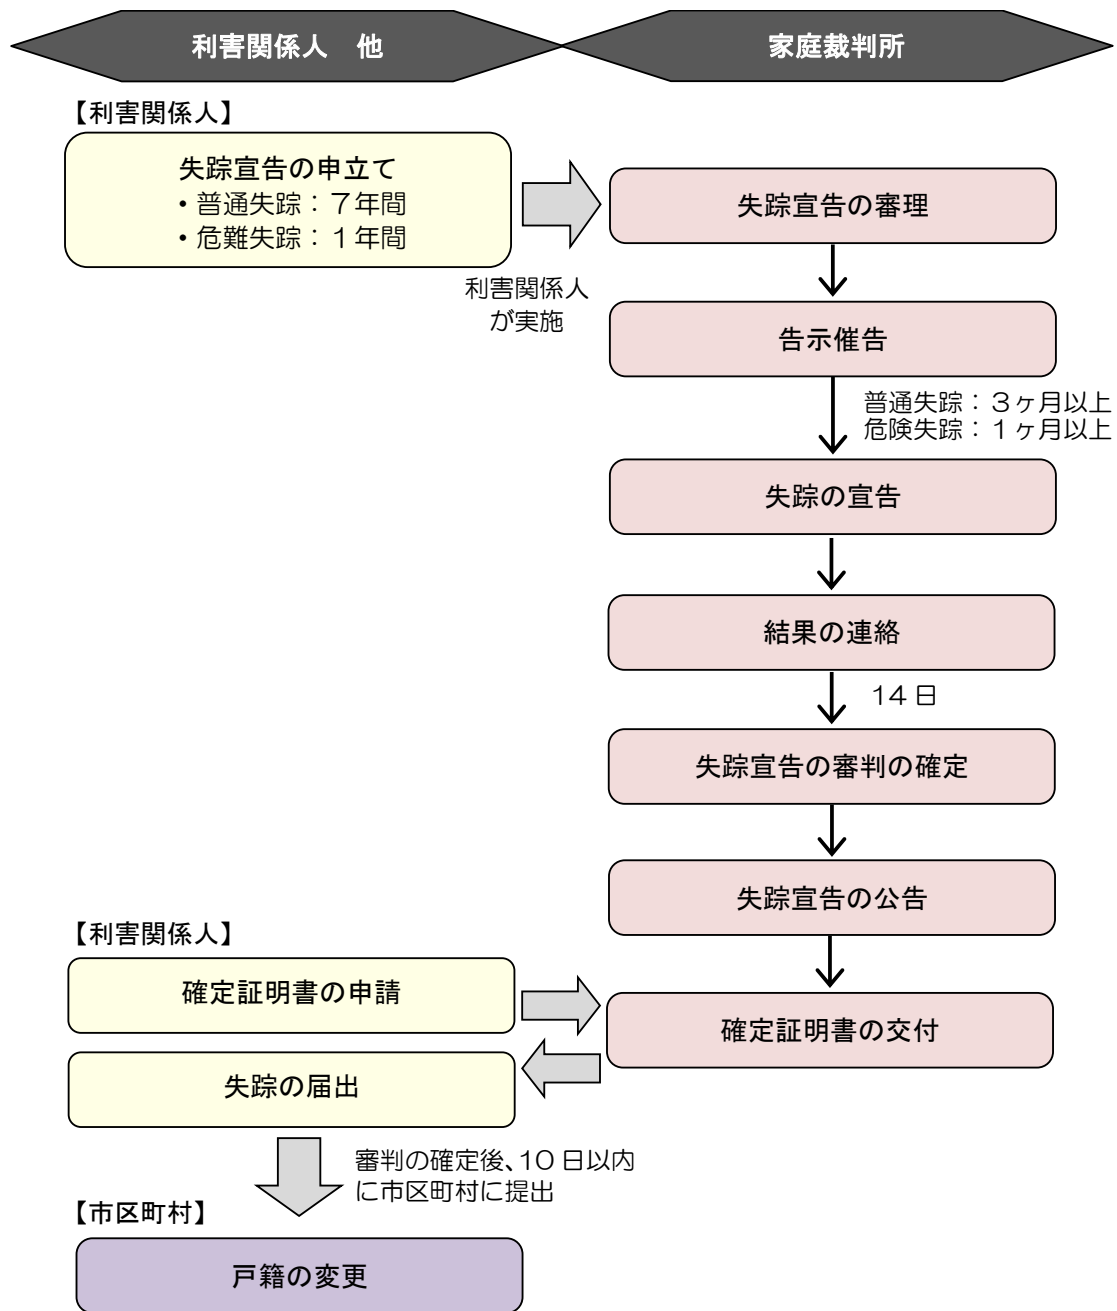 利害関係人　他
家庭裁判所
【利害関係人】
失踪宣告の申立て
・普通失踪：７年間
・危難失踪：１年間
利害関係人
が実施
失踪宣告の審理
告示催告
普通失踪：３ヶ月以上
危険失踪：１ヶ月以上
失踪の宣告
結果の連絡
14 日
失踪宣告の審判の確定
失踪宣告の公告
【利害関係人】
確定証明書の申請
確定証明書の交付
失踪の届出
審判の確定後、10 日以内
に市区町村に提出
【市区町村】
戸籍の変更